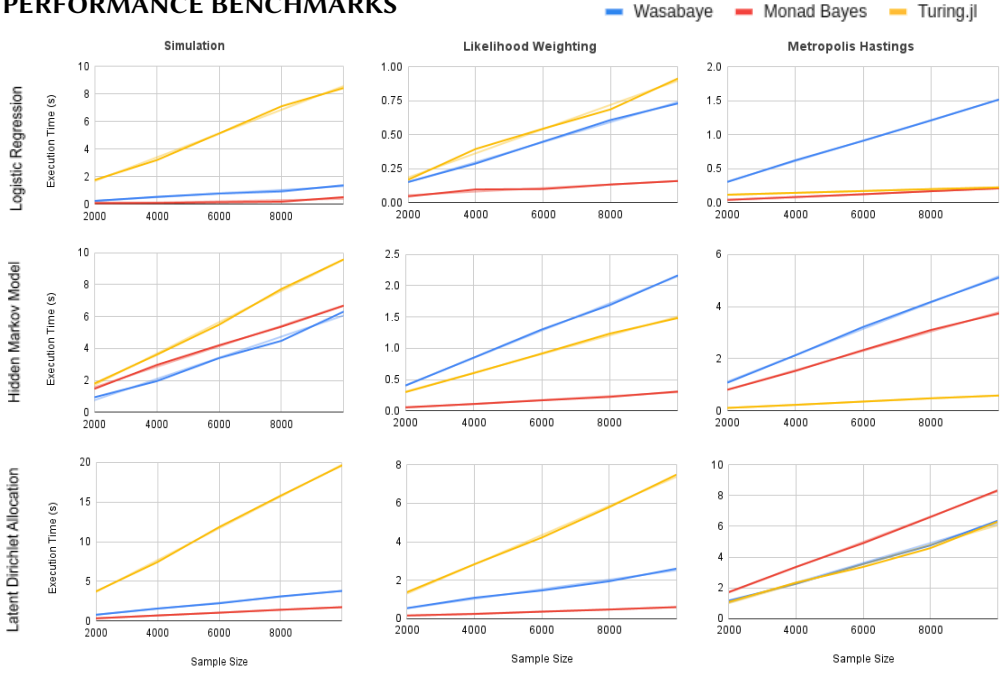 PERFORMANCE BENCHMARKS
Wasabaye Monad Bayes Turing.jl
Simulation Likelihood Weighting Metropolis Hastings
Logistic Regression
Execution Time (s)
10
8
6
4
2
0
2000 4000 6000 8000
1.00
0.75
0.50
0.25
0.00
2000 4000 6000 8000
2.0
1.5
1.0
0.5
0.0
2000 4000 6000 8000
Hidden Markov Model
Execution Time (s)
10
8
6
4
2
0
2000 4000 6000 8000
2.5
2.0
1.5
1.0
0.5
0.0
2000 4000 6000 8000
6
4
2
0
2000 4000 6000 8000
Latent Dirichlet Allocation
Execution Time (s)
20
15
10
5
0
2000 4000 6000 8000
Sample Size
8
6
4
2
0
2000 4000 6000 8000
Sample Size
10
8
6
4
2
0
2000 4000 6000 8000
Sample Size